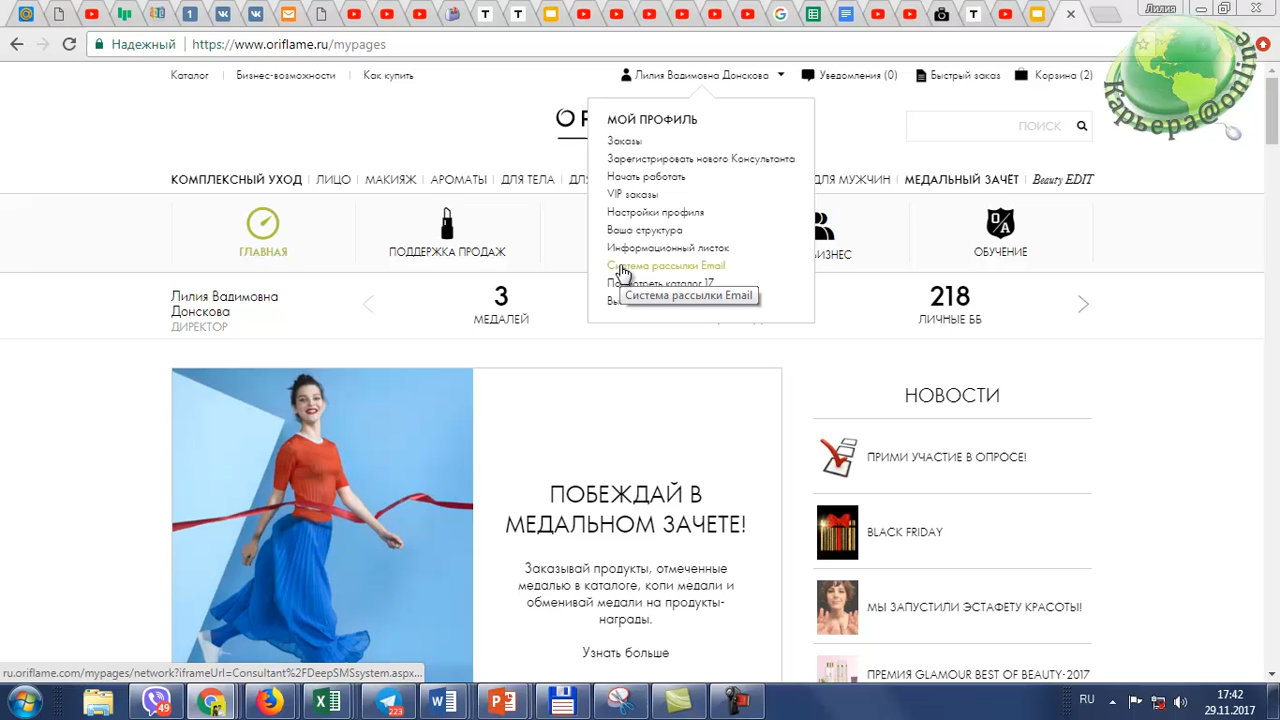 Лилия
Надежный
https://www.oriflame.ru/mypages
Каталог
Бизнес-возможности
Как купить
Лилия Вадимовна Донскова
Уведомления (0)
Быстрый заказ
Корзина (2)
Карьера@online
МОЙ ПРОФИЛЬ
Заказы
Зарегистрировать нового Консультанта
Начать работать
VIP заказы
Настройки профиля
Ваша структура
Информационный листок
Система рассылки Email
Посмотреть каталог 17
Система рассылки Email
ПОИСК
КОМПЛЕКСНЫЙ УХОД
ЛИЦО
МАКИЯЖ
АРОМАТЫ
ДЛЯ ТЕЛА
ДЛЯ МУЖЧИН
МЕДАЛЬНЫЙ ЗАЧЁТ
Beauty EDIT
ГЛАВНАЯ
ПОДДЕРЖКА ПРОДАЖ
ОБУЧЕНИЕ
Лилия Вадимовна
Донскова
ДИРЕКТОР
3
МЕДАЛЕЙ
218
ЛИЧНЫЕ ББ
ПОБЕЖДАЙ В
МЕДАЛЬНОМ ЗАЧЕТЕ!
Заказывай продукты, отмеченные
медалью в каталоге, копи медали и
обменивай медали на продукты-
награды.
Узнать больше
НОВОСТИ
ПРИМИ УЧАСТИЕ В ОПРОСЕ!
BLACK FRIDAY
МЫ ЗАПУСТИЛИ ЭСТАФЕТУ КРАСОТЫ!
ПРЕМИЯ GLAMOUR BEST OF BEAUTY-2017
ru.oriflame.com/mypages/network?iframeUrl=Consultant%2FDeepSMSsystem.aspx...
49
223
RU
17:42
29.11.2017